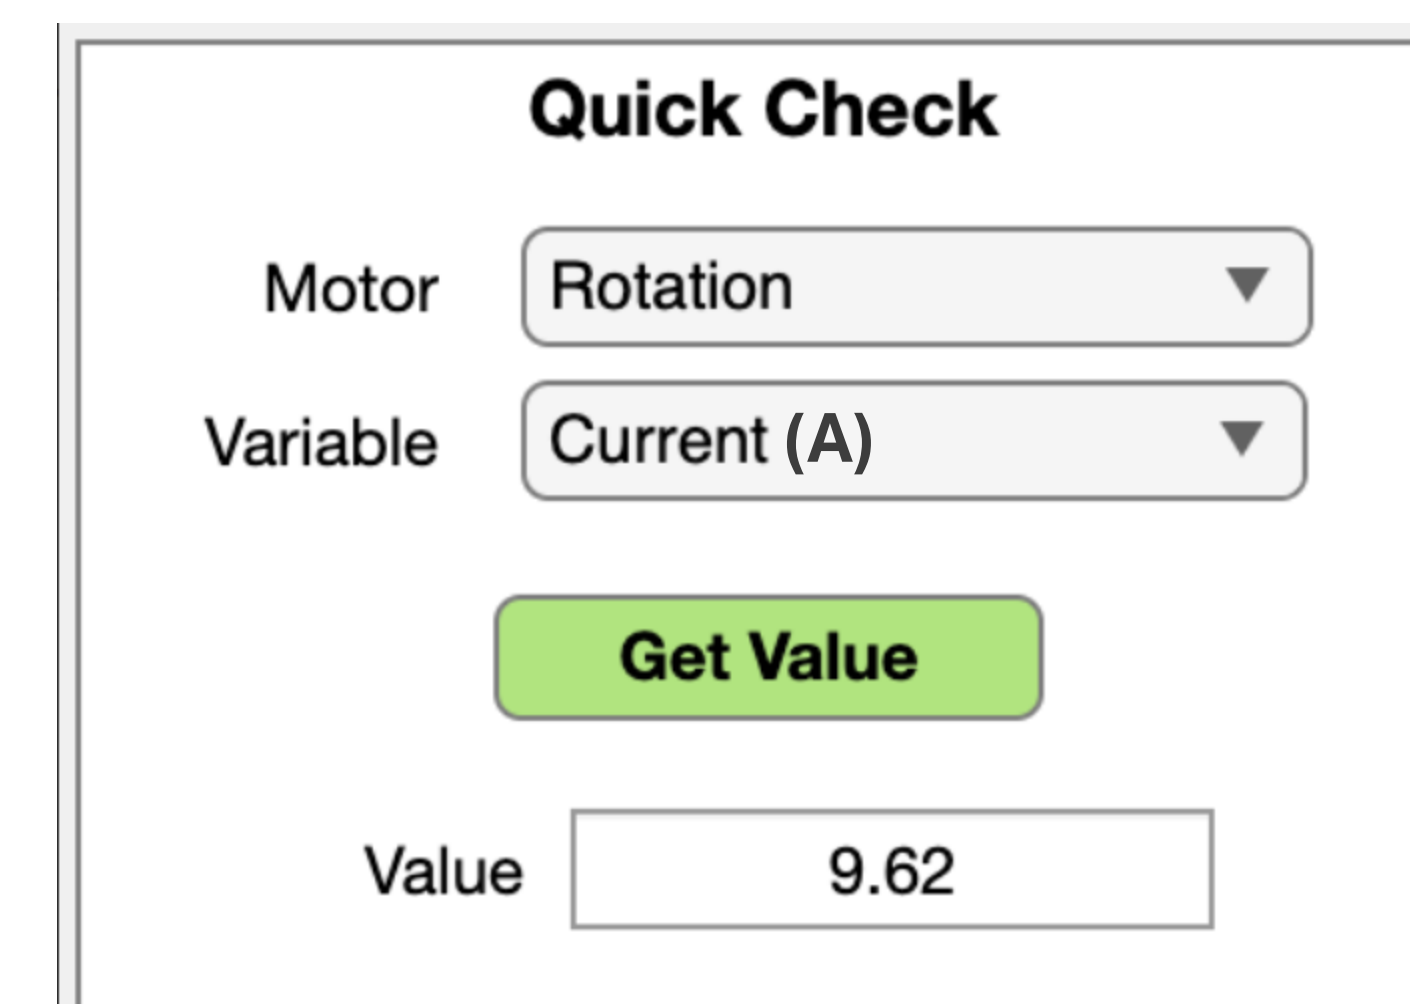 Quick Check
Motor Rotation
Variable Current (A)
Get Value
Value 9.62